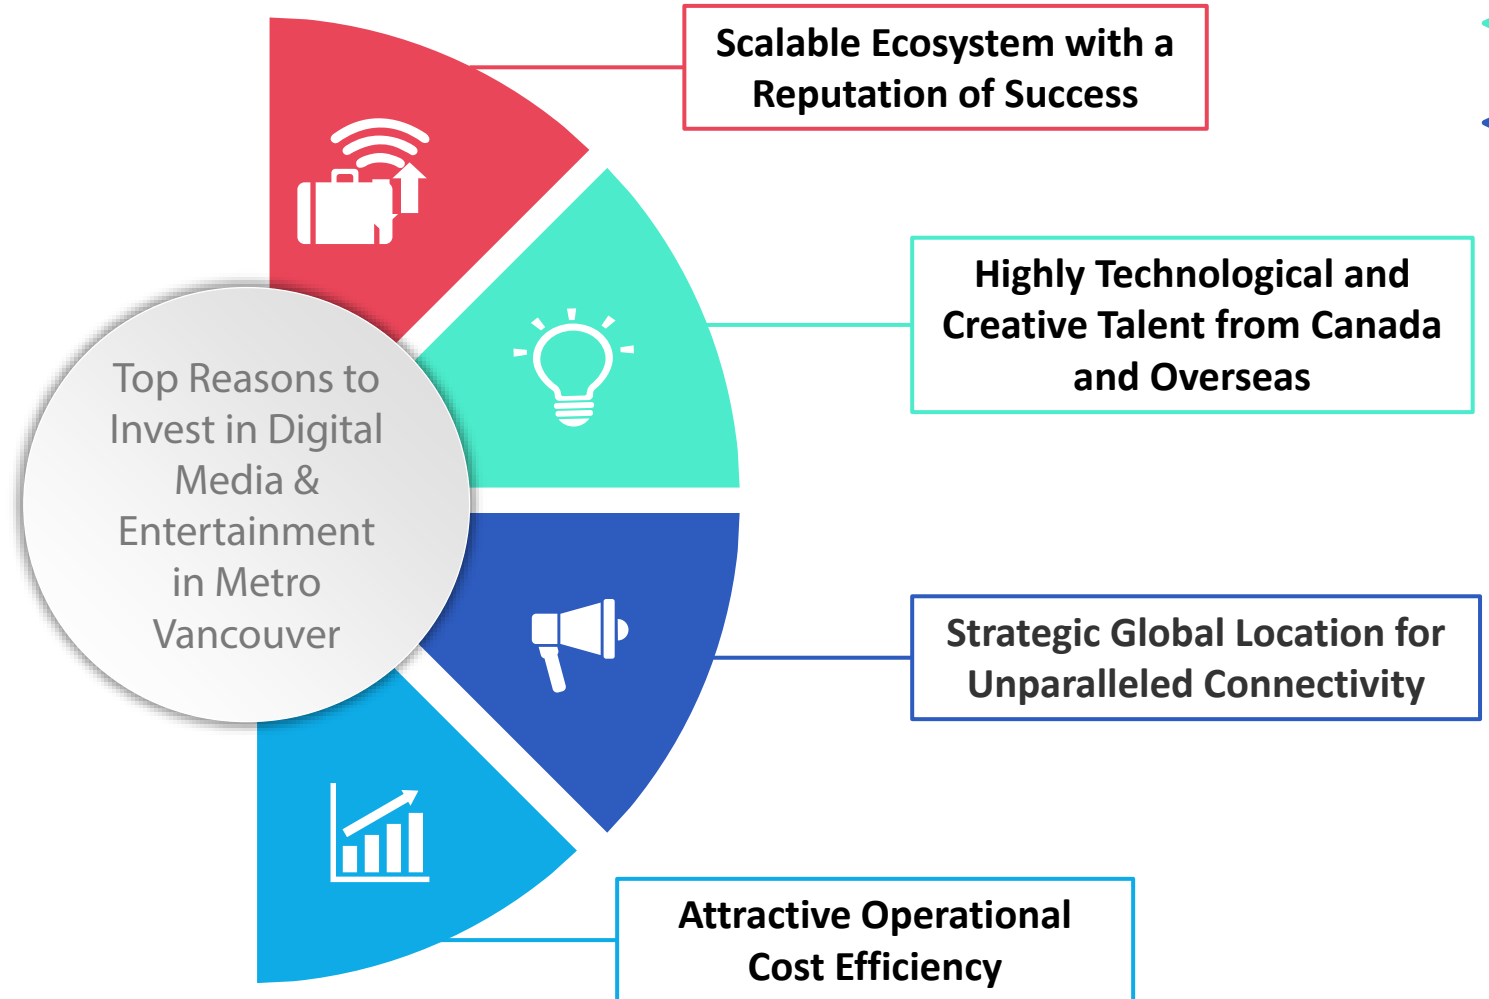 Scalable Ecosystem with a
Reputation of Success
Highly Technological and
Creative Talent from Canada
and Overseas
Top Reasons to
Invest in Digital
Media &
Entertainment
in Metro
Vancouver
Strategic Global Location for
Unparalleled Connectivity
Attractive Operational
Cost Efficiency